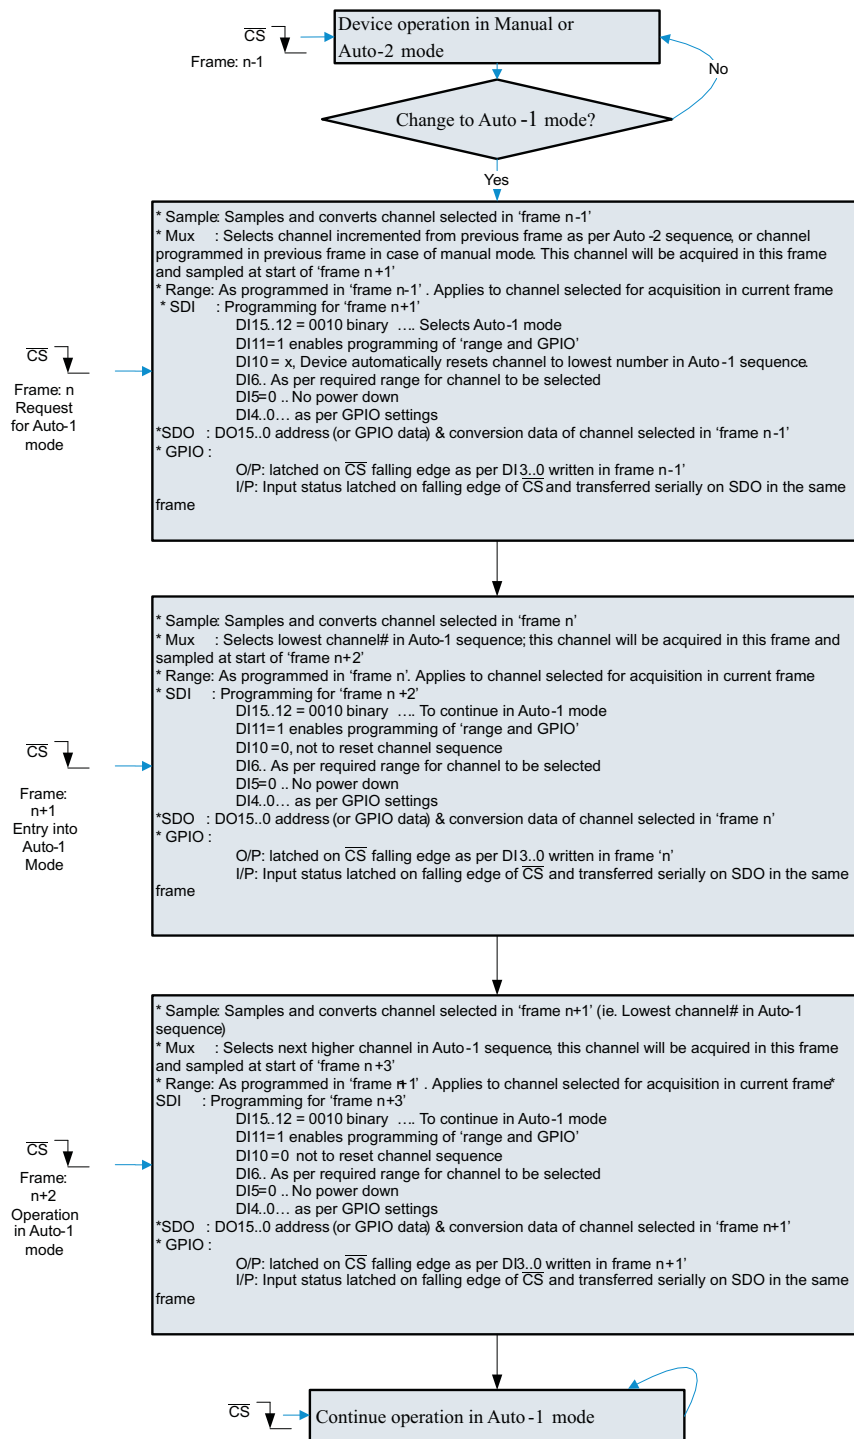 CS
Frame: n-1
Device operation in Manual or
Auto-2 mode
No
Change to Auto -1 mode?
Yes
CS
Frame: n
Request
for Auto-1
mode
* Sample: Samples and converts channel selected in ‘frame n-1’
* Mux : Selects channel incremented from previous frame as per Auto -2 sequence, or channel
programmed in previous frame in case of manual mode. This channel will be acquired in this frame
and sampled at start of ‘frame n+1’
* Range: As programmed in ‘frame n-1’ . Applies to channel selected for acquisition in current frame
* SDI : Programming for ‘frame n+1’
DI15..12 = 0010 binary …. Selects Auto-1 mode
DI11=1 enables programming of ‘range and GPIO’
DI10 = x, Device automatically resets channel to lowest number in Auto-1 sequence.
DI6.. As per required range for channel to be selected
DI5=0 .. No power down
DI4..0… as per GPIO settings
*SDO : DO15..0 address (or GPIO data) & conversion data of channel selected in ‘frame n-1’
* GPIO :
O/P: latched on CS falling edge as per DI3..0 written in frame n-1’
I/P: Input status latched on falling edge of CS and transferred serially on SDO in the same
frame
CS
Frame:
n+1
Entry into
Auto-1
Mode
* Sample: Samples and converts channel selected in ‘frame n’
* Mux : Selects lowest channel# in Auto-1 sequence; this channel will be acquired in this frame and
sampled at start of ‘frame n+2’
* Range: As programmed in ‘frame n’. Applies to channel selected for acquisition in current frame
* SDI : Programming for ‘frame n +2’
DI15..12 = 0010 binary …. To continue in Auto-1 mode
DI11=1 enables programming of ‘range and GPIO’
DI10 =0, not to reset channel sequence
DI6.. As per required range for channel to be selected
DI5=0 .. No power down
DI4..0… as per GPIO settings
*SDO : DO15..0 address (or GPIO data) & conversion data of channel selected in ‘frame n’
* GPIO :
O/P: latched on CS falling edge as per DI3..0 written in frame ‘n’
I/P: Input status latched on falling edge of CS and transferred serially on SDO in the same
frame
CS
Frame:
n+2
Operation
in Auto-1
mode
* Sample: Samples and converts channel selected in ‘frame n+1’ (ie. Lowest channel# in Auto-1
sequence)
* Mux : Selects next higher channel in Auto-1 sequence, this channel will be acquired in this frame
and sampled at start of ‘frame n+3’
* Range: As programmed in ‘frame n+1’ . Applies to channel selected for acquisition in current frame*
SDI : Programming for ‘frame n+3’
DI15..12 = 0010 binary …. To continue in Auto-1 mode
DI11=1 enables programming of ‘range and GPIO’
DI10 =0 not to reset channel sequence
DI6.. As per required range for channel to be selected
DI5=0 .. No power down
DI4..0… as per GPIO settings
*SDO : DO15..0 address (or GPIO data) & conversion data of channel selected in ‘frame n+1’
* GPIO :
O/P: latched on CS falling edge as per DI3..0 written in frame n+1’
I/P: Input status latched on falling edge of CS and transferred serially on SDO in the same
frame
CS
Continue operation in Auto -1 mode